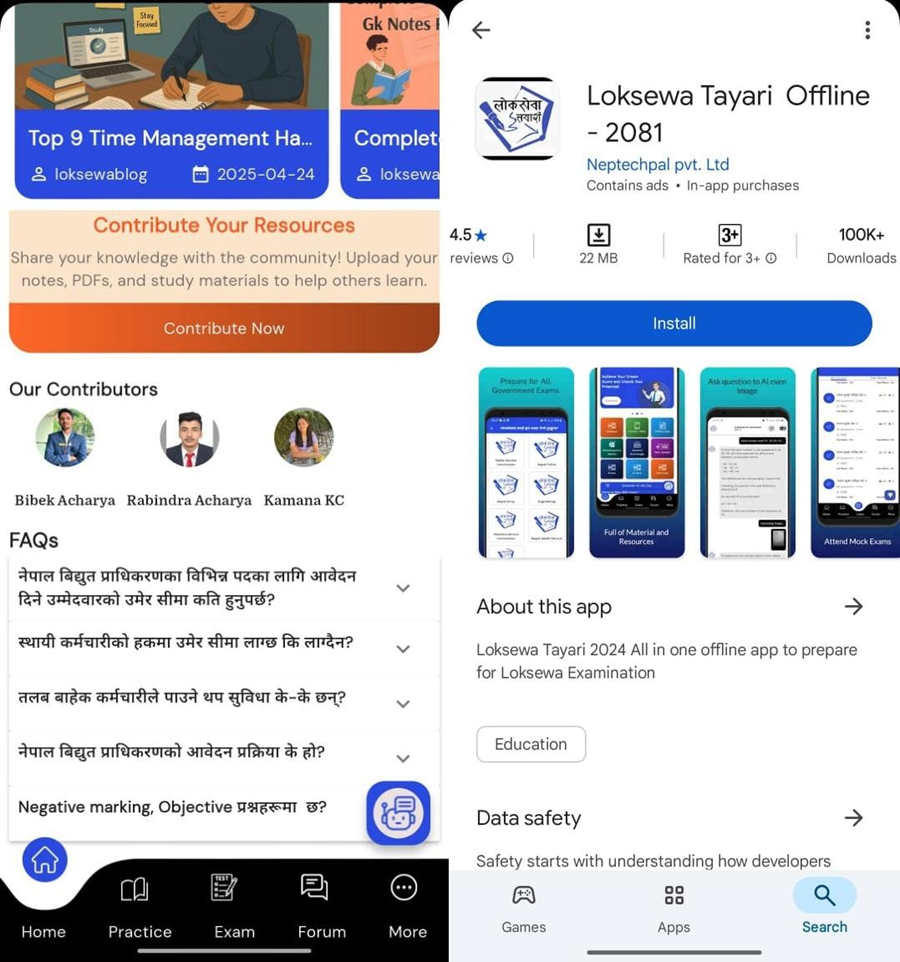 Stay
Focused
Study
Top 9 Time Management Ha...
loksewablog
2025-04-24
Gk Notes
Complet
loksewa
Contribute Your Resources
Share your knowledge with the community! Upload your
notes, PDFs, and study materials to help others learn.
Contribute Now
Our Contributors
Bibek Acharya
Rabindra Acharya
Kamana KC
FAQs
नेपाल बिद्युत प्राधिकरणका विभिन्न पदका लागि आवेदन
दिने उम्मेदवारको उमेर सीमा कति हुनुपर्छ?
स्थायी कर्मचारीको हकमा उमेर सीमा लाग्छ कि लाग्दैन?
तलब बाहेक कर्मचारीले पाउने थप सुविधा के-के छन्?
नेपाल बिद्युत प्राधिकरणको आवेदन प्रक्रिया के हो?
Negative marking, Objective प्रश्नहरूमा छ?
Home
Practice
TEST
Exam
Forum
More
लोकसेवा
तयारी
Loksewa Tayari Offline
- 2081
Neptechpal pvt. Ltd
Contains ads • In-app purchases
4.5★
reviews
22 MB
3+
Rated for 3+
100K+
Downloads
Install
Prepare for All
Government Exams
Full of Material and
Resources
Ask question to AI even
Image
Attend Mock Exams
About this app
Loksewa Tayari 2024 All in one offline app to prepare
for Loksewa Examination
Education
Data safety
Safety starts with understanding how developers
Games
Apps
Search